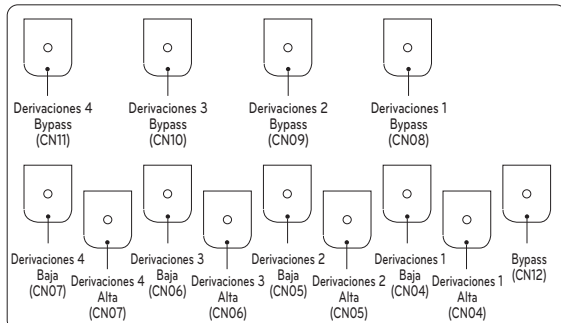 Derivaciones 4
Bypass
(CN11)
Derivaciones 3
Bypass
(CN10)
Derivaciones 2
Bypass
(CN09)
Derivaciones 1
Bypass
(CN08)
Derivaciones 4
Baja
(CN07)
Derivaciones 4
Alta
(CN07)
Derivaciones 3
Baja
(CN06)
Derivaciones 3
Alta
(CN06)
Derivaciones 2
Baja
(CN05)
Derivaciones 2
Alta
(CN05)
Derivaciones 1
Baja
(CN04)
Derivaciones 1
Alta
(CN04)
Bypass
(CN12)